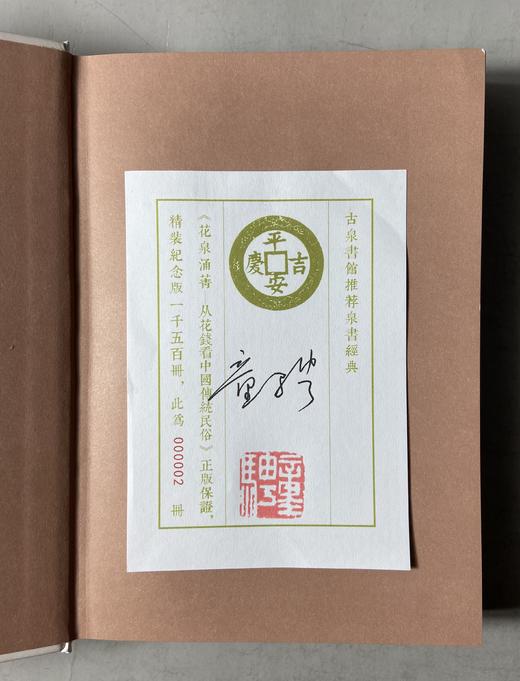 古泉書館推荐泉書經典
平安吉慶
《花泉涌菁—从花錢看中國傳統民俗》正版保證，
精裝紀念版一千五百冊，此為 000002 冊